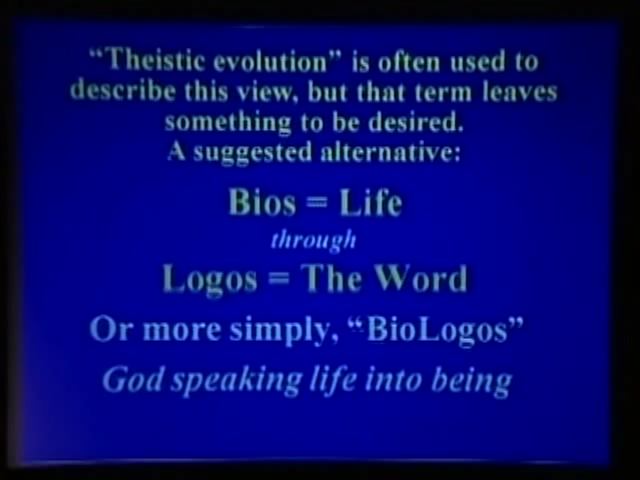 “Theistic evolution” is often used to
describe this view, but that term leaves
something to be desired.
A suggested alternative:
Bios = Life
through
Logos = The Word
Or more simply, “BioLogos”
God speaking life into being